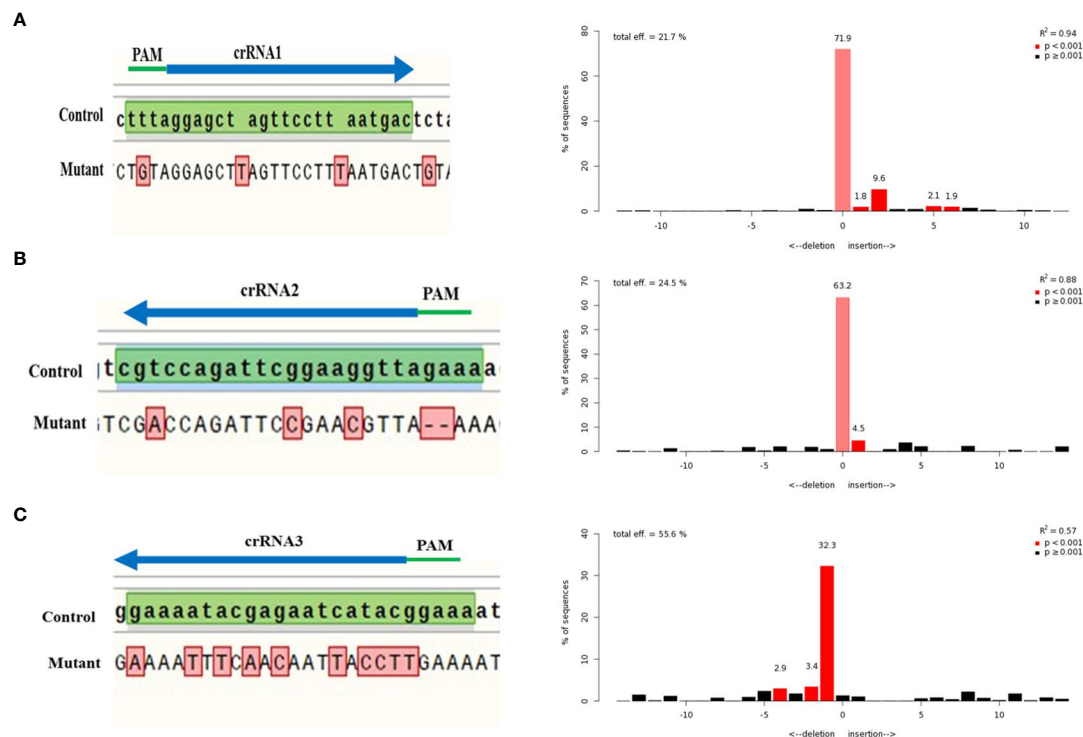 A
PAM crRNA1
Control ctttaggagct agttccttt aatgactcta
Mutant CTGTAGGAGCTTAGTTCCTTTAATGACTGTA
total eff. = 21.7 %
R² = 0.94
p < 0.001
p ≥ 0.001
% of sequences
0 20 40 60 80
71.9
1.8
9.6
2.1
1.9
-10 -5 0 5 10
<--deletion insertion-->
B
crRNA2 PAM
Control tcgtccagattcggaaggttagaaaa
Mutant TCGACCAGATTCCGAACGTTA--AAA
total eff. = 24.5 %
R² = 0.88
p < 0.001
p ≥ 0.001
% of sequences
0 10 20 30 40 50 60 70
63.2
4.5
-10 -5 0 5 10
<--deletion insertion-->
C
crRNA3 PAM
Control ggaaaatacgagaatcatacggaaaat
Mutant GAAAATTTCAACAATTACCTTGAAAAT
total eff. = 55.6 %
R² = 0.57
p < 0.001
p ≥ 0.001
% of sequences
0 10 20 30 40
2.9
3.4
32.3
-10 -5 0 5 10
<--deletion insertion-->